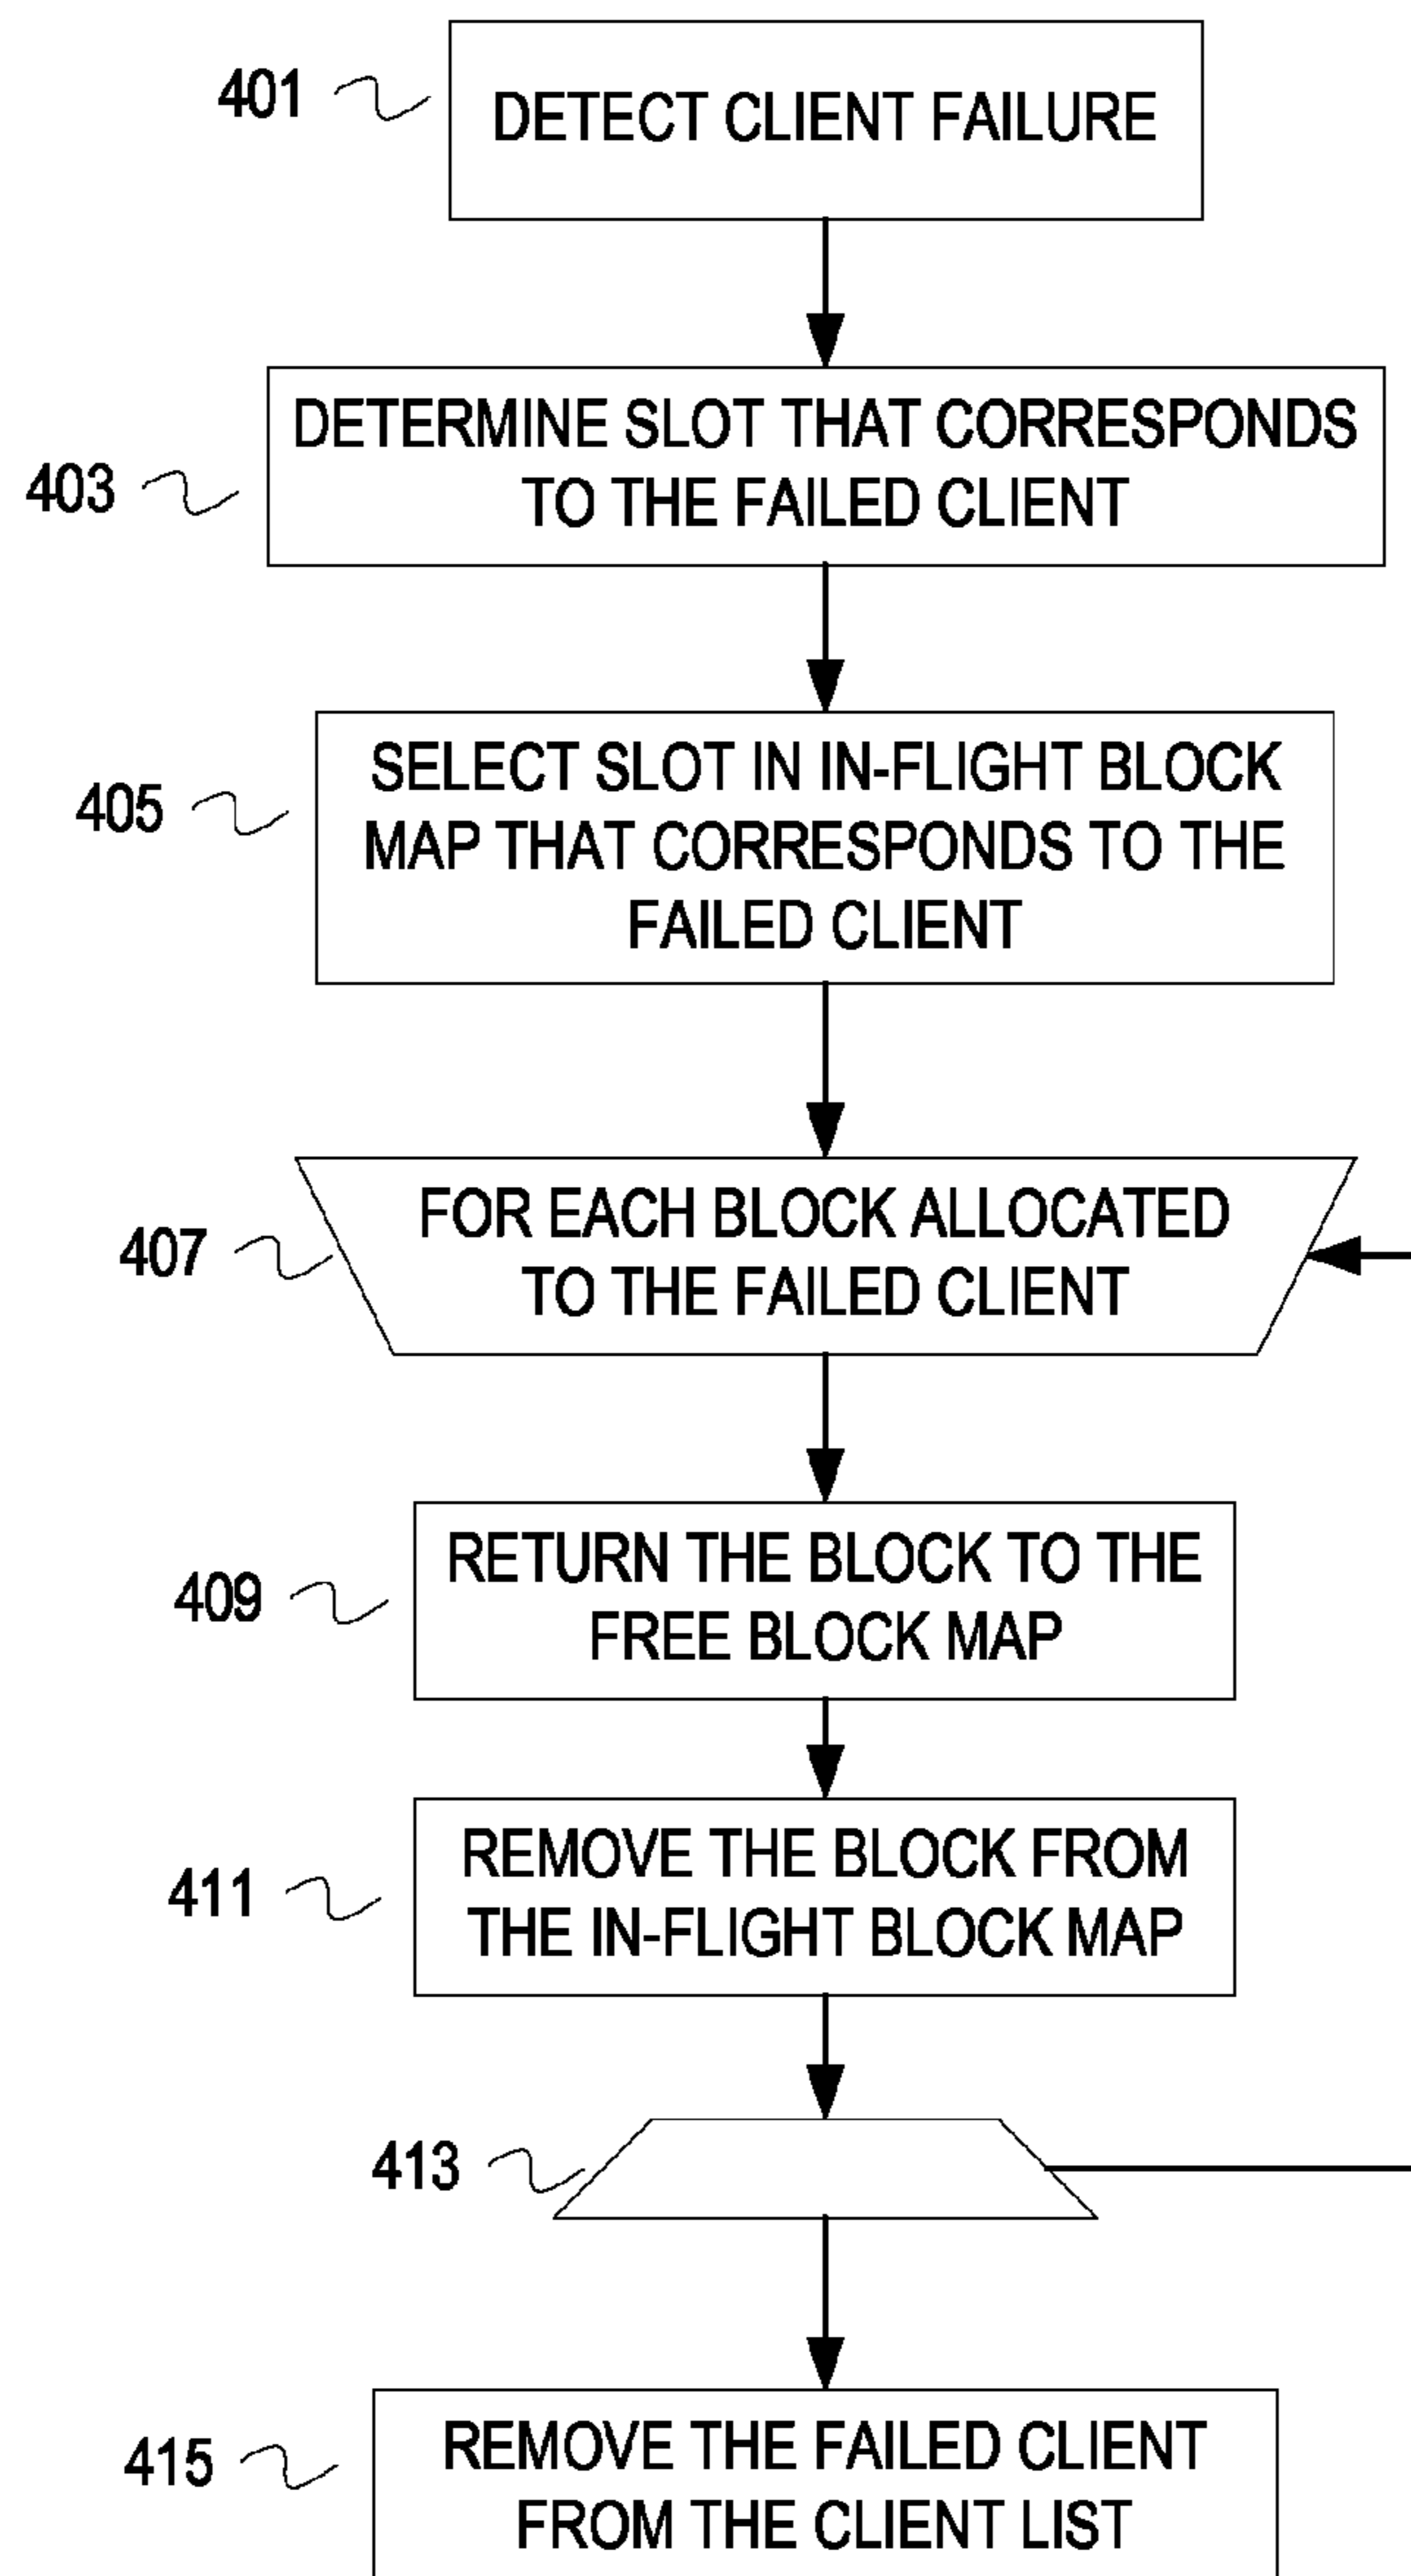 401
DETECT CLIENT FAILURE
403
DETERMINE SLOT THAT CORRESPONDS
TO THE FAILED CLIENT
405
SELECT SLOT IN IN-FLIGHT BLOCK
MAP THAT CORRESPONDS TO THE
FAILED CLIENT
407
FOR EACH BLOCK ALLOCATED
TO THE FAILED CLIENT
409
RETURN THE BLOCK TO THE
FREE BLOCK MAP
411
REMOVE THE BLOCK FROM
THE IN-FLIGHT BLOCK MAP
413
415
REMOVE THE FAILED CLIENT
FROM THE CLIENT LIST